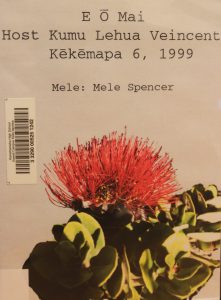 E Ō Mai
Host Kumu Lehua Veincent
Kēkēmapa 6, 1999
Mele: Mele Spencer